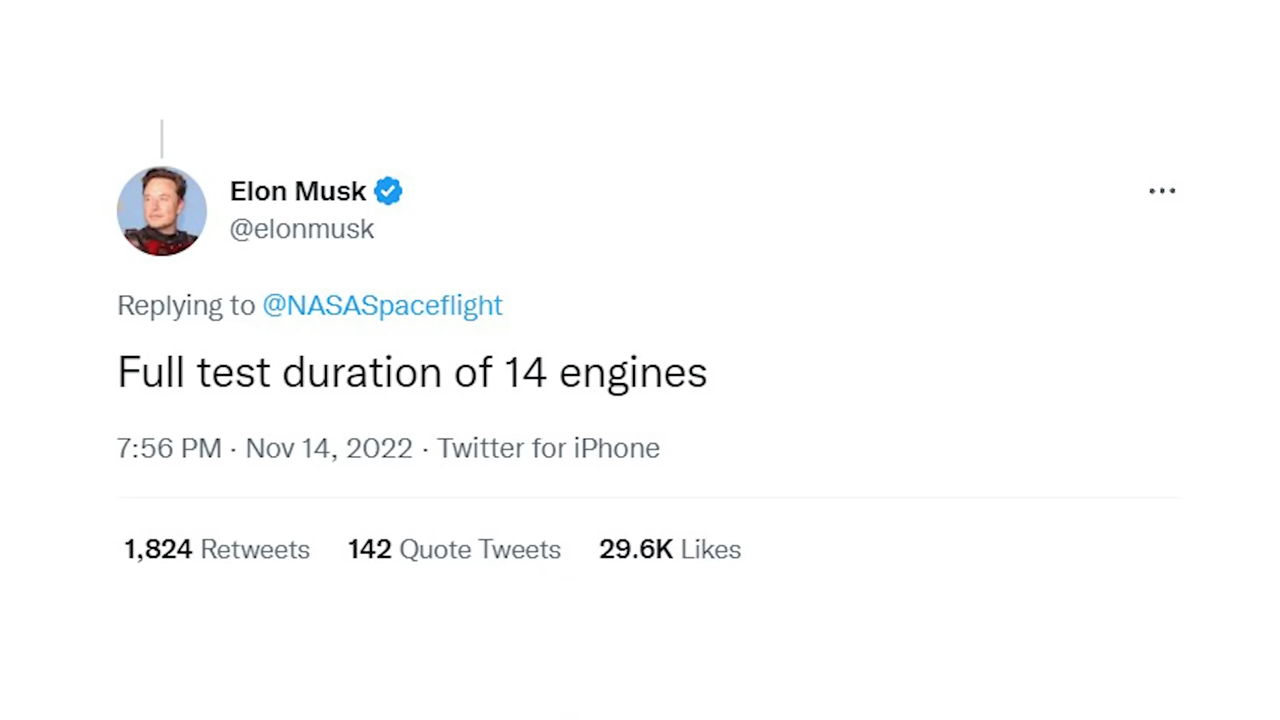 Elon Musk
@elonmusk
Replying to @NASASpaceflight
Full test duration of 14 engines
7:56 PM · Nov 14, 2022 · Twitter for iPhone
1,824 Retweets 142 Quote Tweets 29.6K Likes